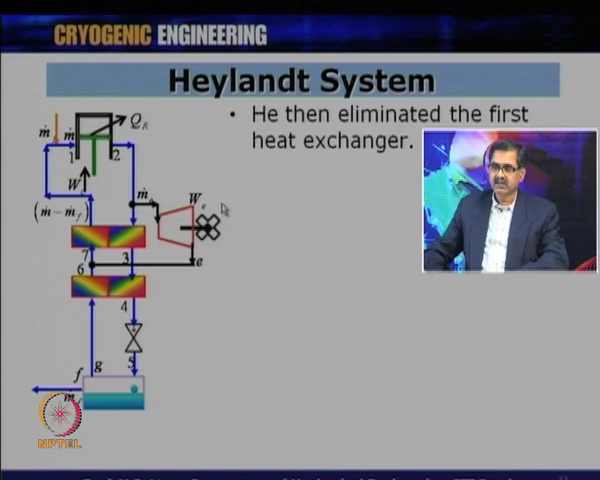 CRYOGENIC ENGINEERING
Heylandt System
• He then eliminated the first
heat exchanger.
Q_R
ṁ ṁ
1 2
W
ṁ_e W_e
(ṁ − ṁ_f)
7 3
6 e
4
5
f g
ṁ
NPTEL